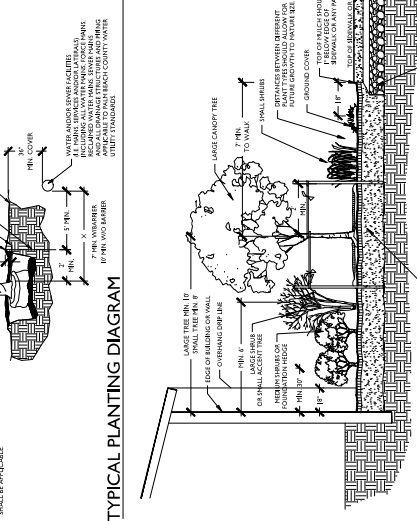 SHALL BE APPLICABLE
36"
MIN. COVER
WATER AND/OR SEWER FACILITIES
(I.E. MAINS, SERVICES AND/OR LATERALS)
INCLUDING ALL WATER MAINS, FORCE MAINS,
RECLAIMED WATER MAINS, SEWER MAINS
AND ALL DRAINAGE STRUCTURES AND PIPING
APPLICABLE TO PALM BEACH COUNTY WATER
UTILITY STANDARDS
2'
MIN.
5' MIN.
X
7' MIN. W/BARRIER
10' MIN. W/O BARRIER
TYPICAL PLANTING DIAGRAM
LARGE TREE MIN. 10'
SMALL TREE MIN. 8'
EDGE OF BUILDING OR WALL
OVERHANG DRIP LINE
MIN. 6'
LARGE SHRUB
OR SMALL ACCENT TREE
MEDIUM SHRUBS OR
FOUNDATION HEDGE
MIN. 30"
18"
LARGE CANOPY TREE
7' MIN.
TO WALK
SMALL SHRUBS
DISTANCES BETWEEN DIFFERENT
PLANT TYPES SHOULD ALLOW FOR
FUTURE GROWTH TO MATURE SIZE.
GROUND COVER
MIN.
18"
TOP OF MULCH SHOU
1" BELOW EDGE OF
SIDEWALK OR ANY PA
TOP OF SIDEWALK OR